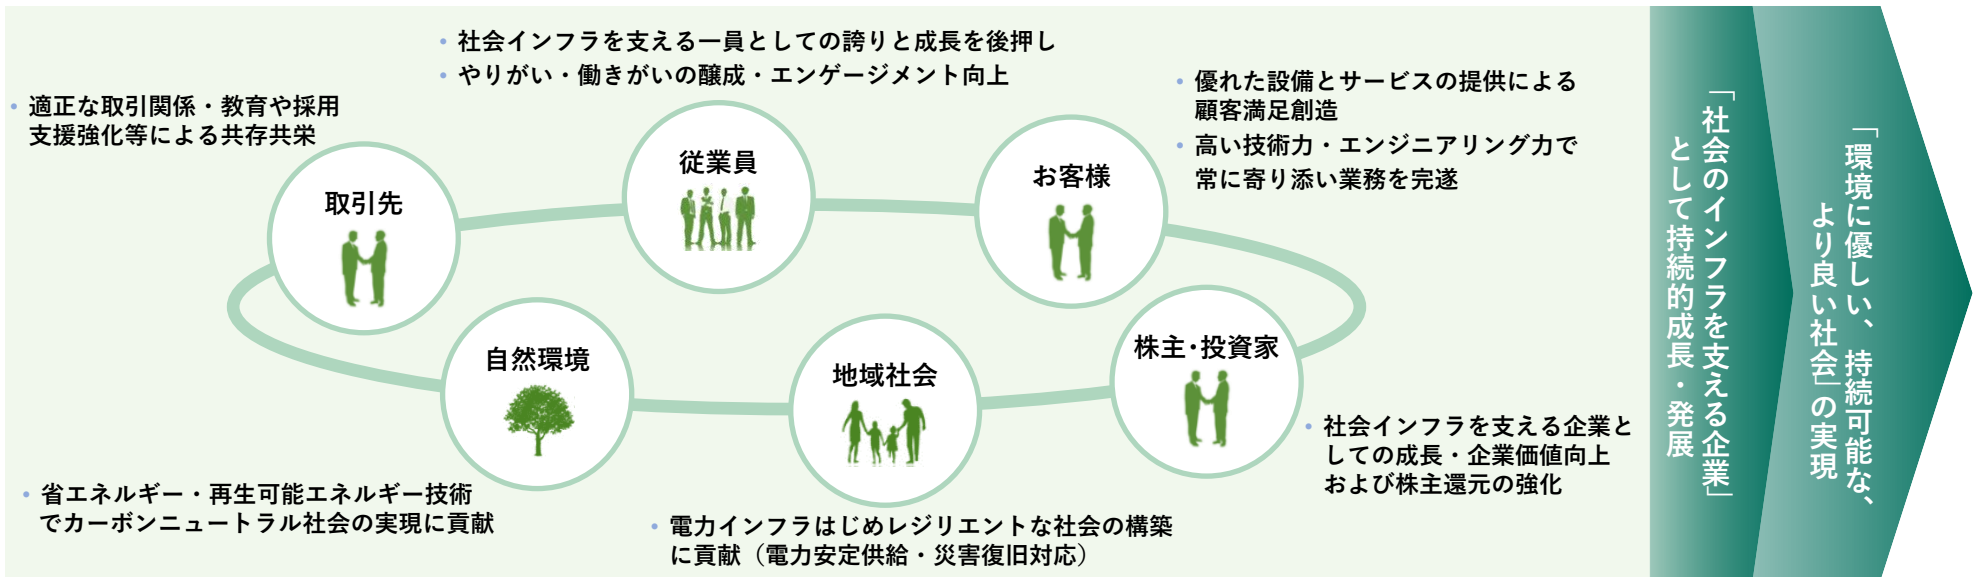 ・社会インフラを支える一員としての誇りと成長を後押し
・やりがい・働きがいの醸成・エンゲージメント向上
・適正な取引関係・教育や採用
支援強化等による共存共栄
・優れた設備とサービスの提供による
顧客満足創造
・高い技術力・エンジニアリング力で
常に寄り添い業務を完遂
取引先
従業員
お客様
自然環境
地域社会
株主・投資家
・省エネルギー・再生可能エネルギー技術
でカーボンニュートラル社会の実現に貢献
・電力インフラはじめレジリエントな社会の構築
に貢献（電力安定供給・災害復旧対応）
・社会インフラを支える企業と
しての成長・企業価値向上
および株主還元の強化
「社会のインフラを支える企業」
として持続的成長・発展
「環境に優しい、持続可能な、
より良い社会」の実現